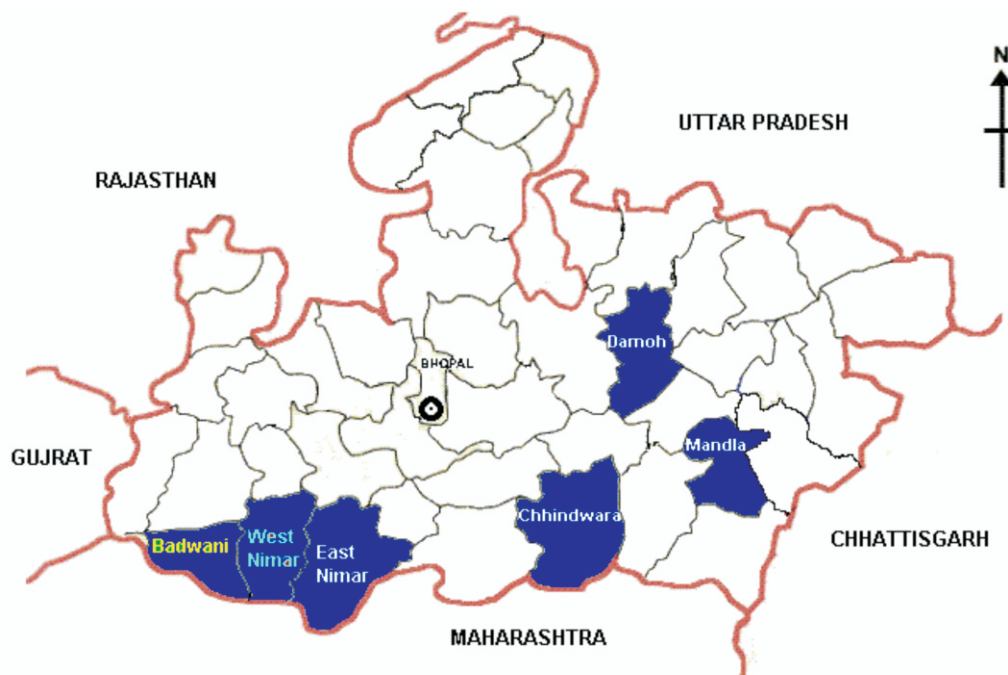 N
UTTAR PRADESH
RAJASTHAN
Damoh
BHOPAL
GUJRAT
Mandla
Chhindwara
CHHATTISGARH
Badwani
West
Nimar
East
Nimar
MAHARASHTRA